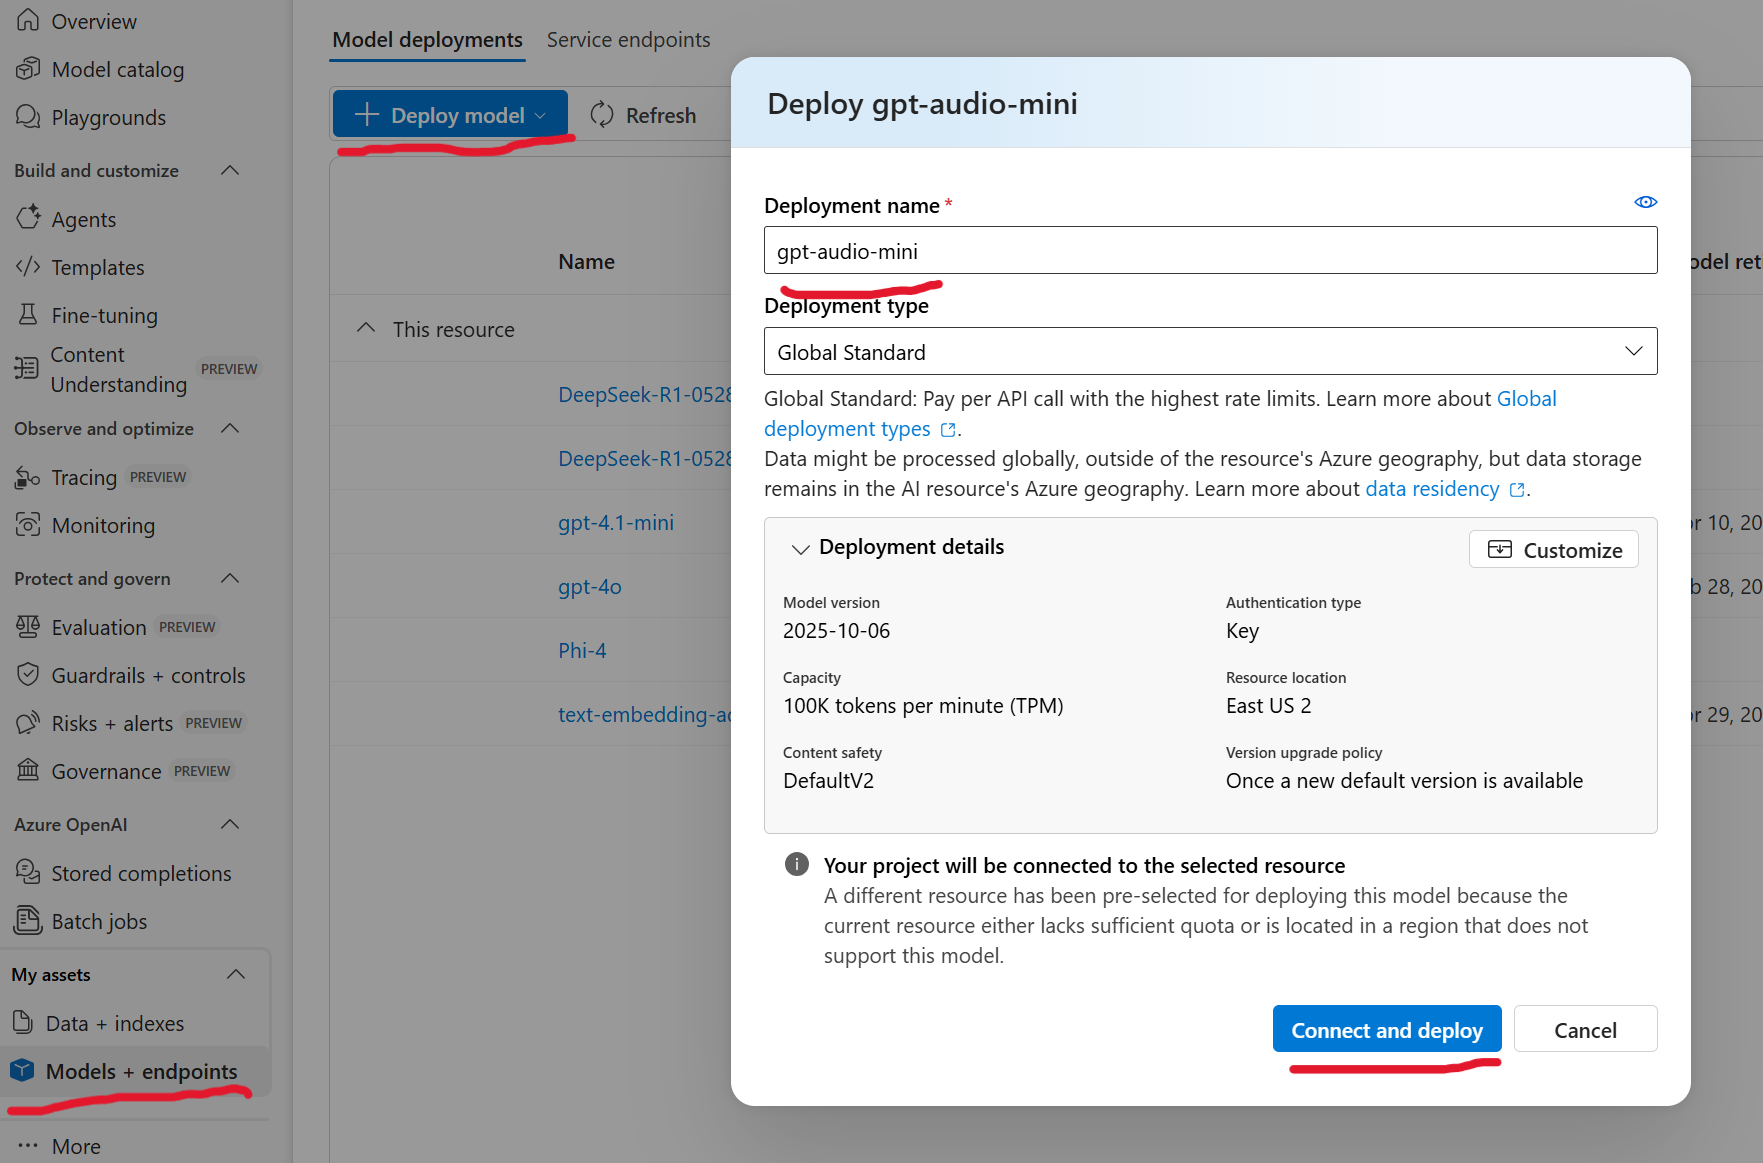 Overview
Model catalog
Playgrounds
Build and customize
Agents
Templates
Fine-tuning
Content
Understanding
PREVIEW
Observe and optimize
Tracing PREVIEW
Monitoring
Protect and govern
Evaluation PREVIEW
Guardrails + controls
Risks + alerts PREVIEW
Governance PREVIEW
Azure OpenAI
Stored completions
Batch jobs
My assets
Data + indexes
Models + endpoints
More
Model deployments Service endpoints
Deploy model Refresh
Name
This resource
DeepSeek-R1-0528
DeepSeek-R1-0528
gpt-4.1-mini
gpt-4o
Phi-4
text-embedding-ad
Deploy gpt-audio-mini
Deployment name *
gpt-audio-mini
Deployment type
Global Standard
Global Standard: Pay per API call with the highest rate limits. Learn more about Global
deployment types .
Data might be processed globally, outside of the resource's Azure geography, but data storage
remains in the AI resource's Azure geography. Learn more about data residency .
Deployment details
Customize
Model version
2025-10-06
Authentication type
Key
Capacity
100K tokens per minute (TPM)
Resource location
East US 2
Content safety
DefaultV2
Version upgrade policy
Once a new default version is available
Your project will be connected to the selected resource
A different resource has been pre-selected for deploying this model because the
current resource either lacks sufficient quota or is located in a region that does not
support this model.
Connect and deploy
Cancel
odel ret
r 10, 20
b 28, 20
r 29, 20